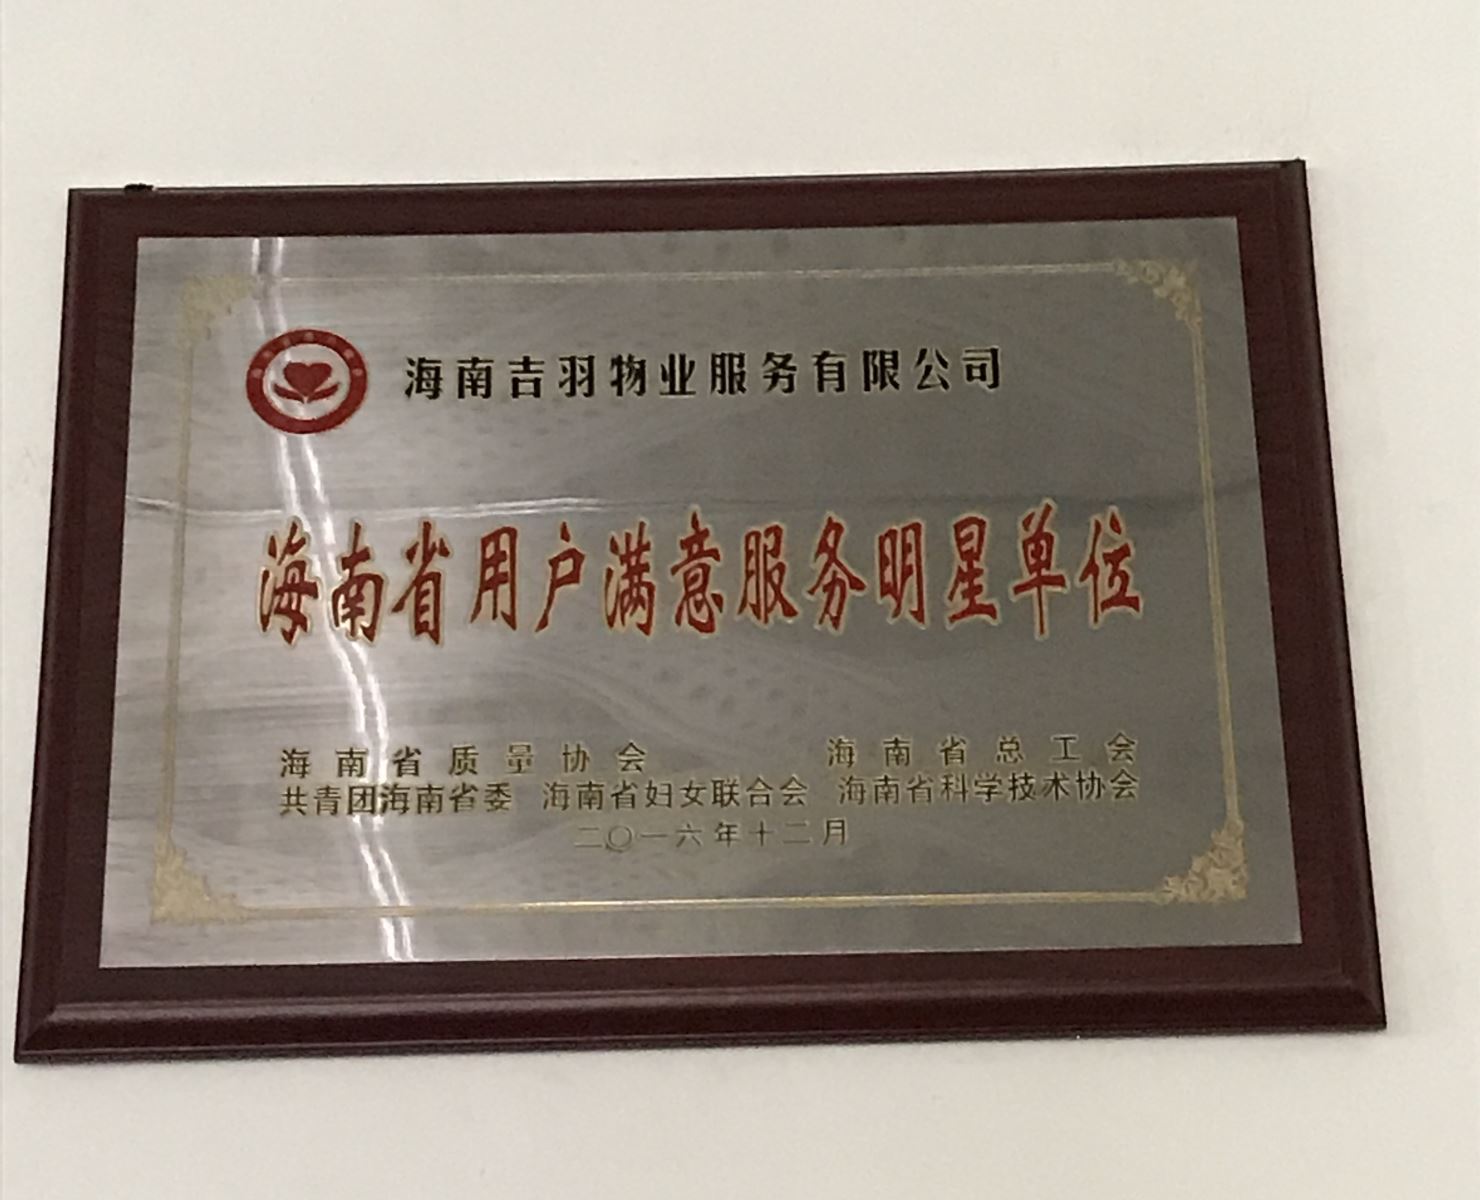 海南吉羽物业服务有限公司
海南省用户满意服务明星单位
海南省质量协会 海南省总工会
共青团海南省委 海南省妇女联合会 海南省科学技术协会
二〇一六年十二月